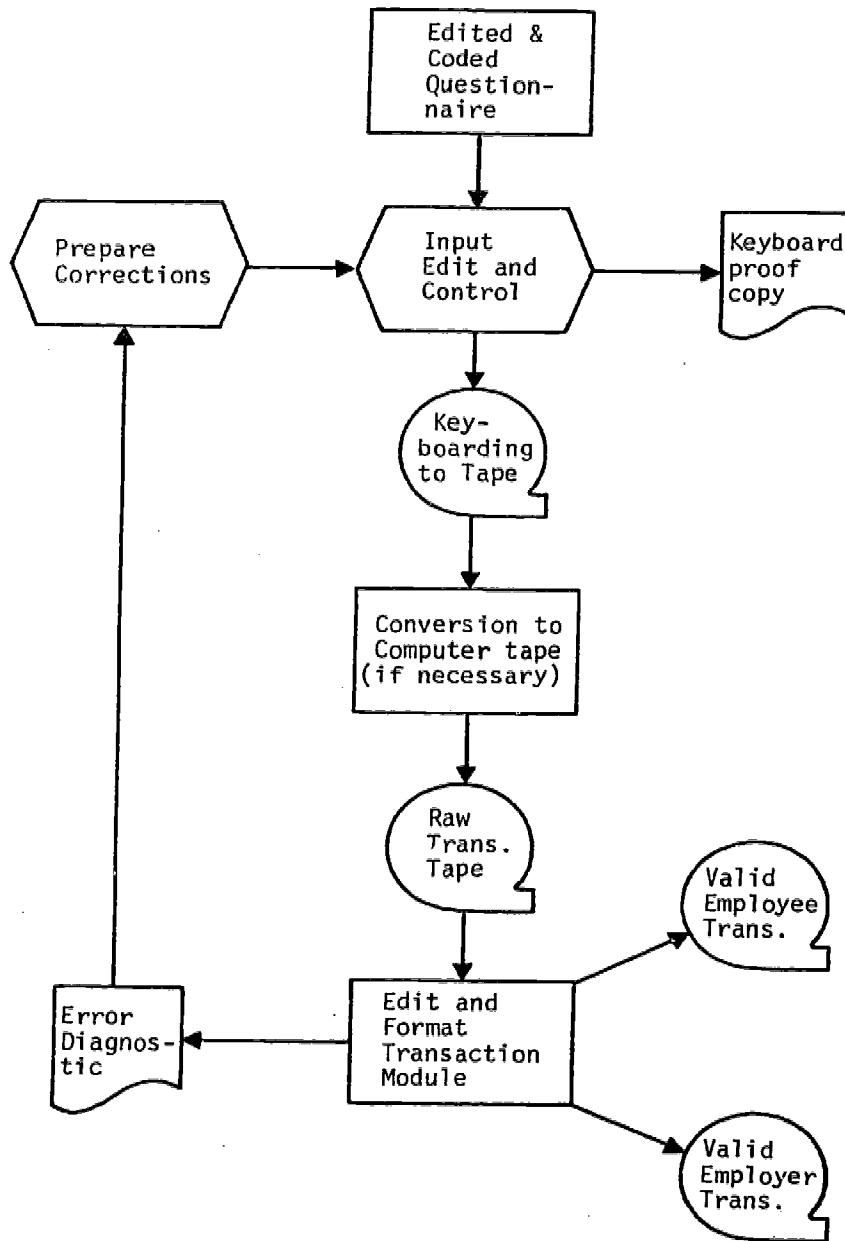 Edited &
Coded
Question-
naire
Prepare
Corrections
Input
Edit and
Control
Keyboard
proof
copy
Key-
boarding
to Tape
Conversion to
Computer tape
(if necessary)
Raw
Trans.
Tape
Valid
Employee
Trans.
Error
Diagnos-
tic
Edit and
Format
Transaction
Module
Valid
Employer
Trans.